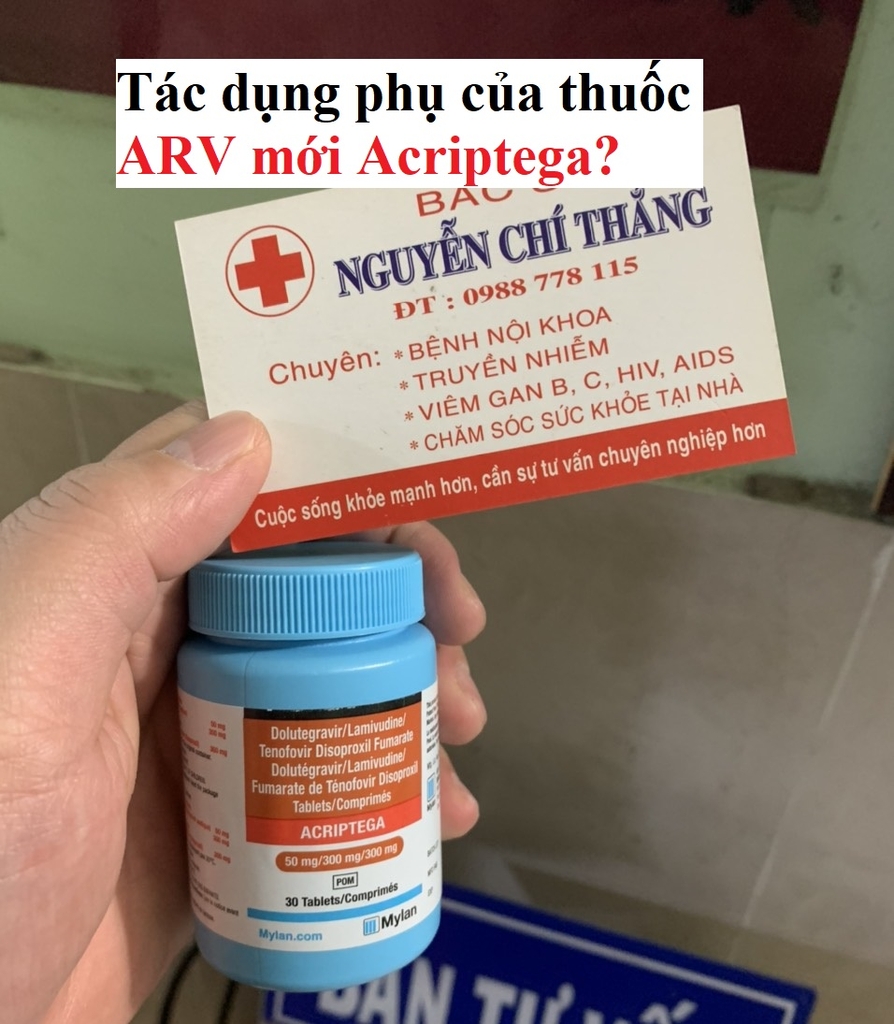 Tác dụng phụ của thuốc
ARV mới Acriptega?
NGUYỄN CHÍ THẮNG
ĐT : 0988 778 115
Chuyên: * BỆNH NỘI KHOA
* TRUYỀN NHIỄM
* VIÊM GAN B, C, HIV, AIDS
* CHĂM SÓC SỨC KHỎE TẠI NHÀ
Cuộc sống khỏe mạnh hơn, cần sự tư vấn chuyên nghiệp hơn
Dolutegravir/Lamivudine/
Tenofovir Disoproxil Fumarate
Dolutégravir/Lamivudine/
Fumarate de Ténofovir Disoproxil
Tablets/Comprimés
ACRIPTEGA
50 mg/300 mg/300 mg
POM
30 Tablets/Comprimés
Mylan.com
Mylan